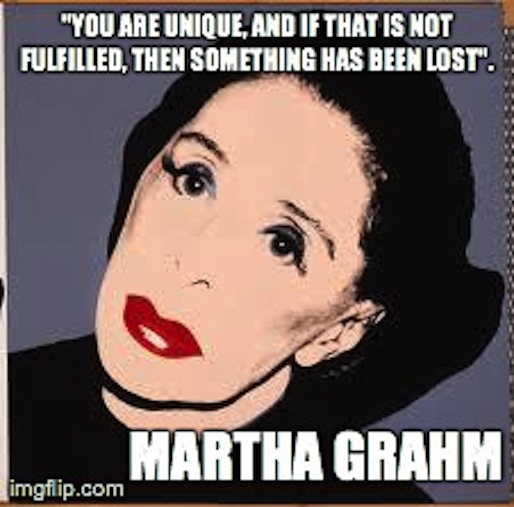 "YOU ARE UNIQUE, AND IF THAT IS NOT
FULFILLED, THEN SOMETHING HAS BEEN LOST".
MARTHA GRAHM
imgflip.com